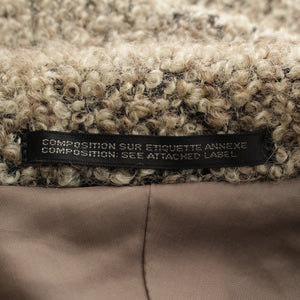 COMPOSITION SUR ETIQUETTE ANNEXE
COMPOSITION: SEE ATTACHED LABEL